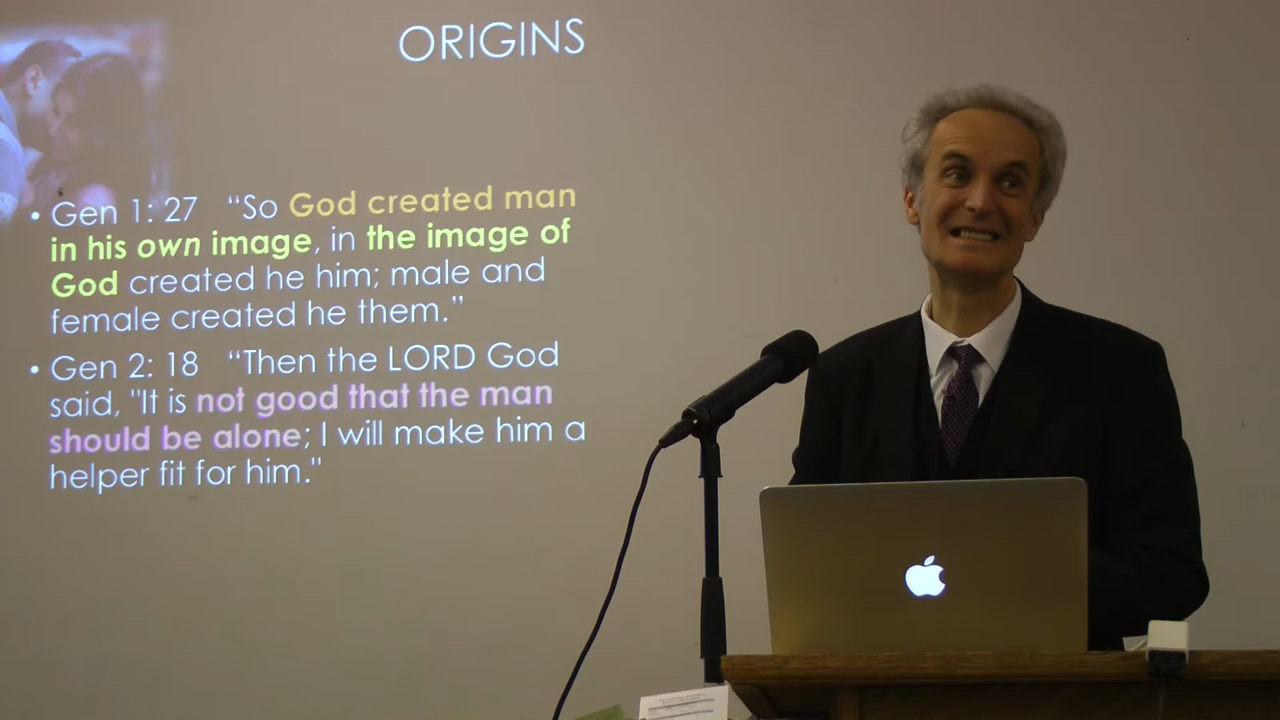 ORIGINS
• Gen 1: 27 “So God created man
in his own image, in the image of
God created he him; male and
female created he them.”
• Gen 2: 18 “Then the LORD God
said, "It is not good that the man
should be alone; I will make him a
helper fit for him."